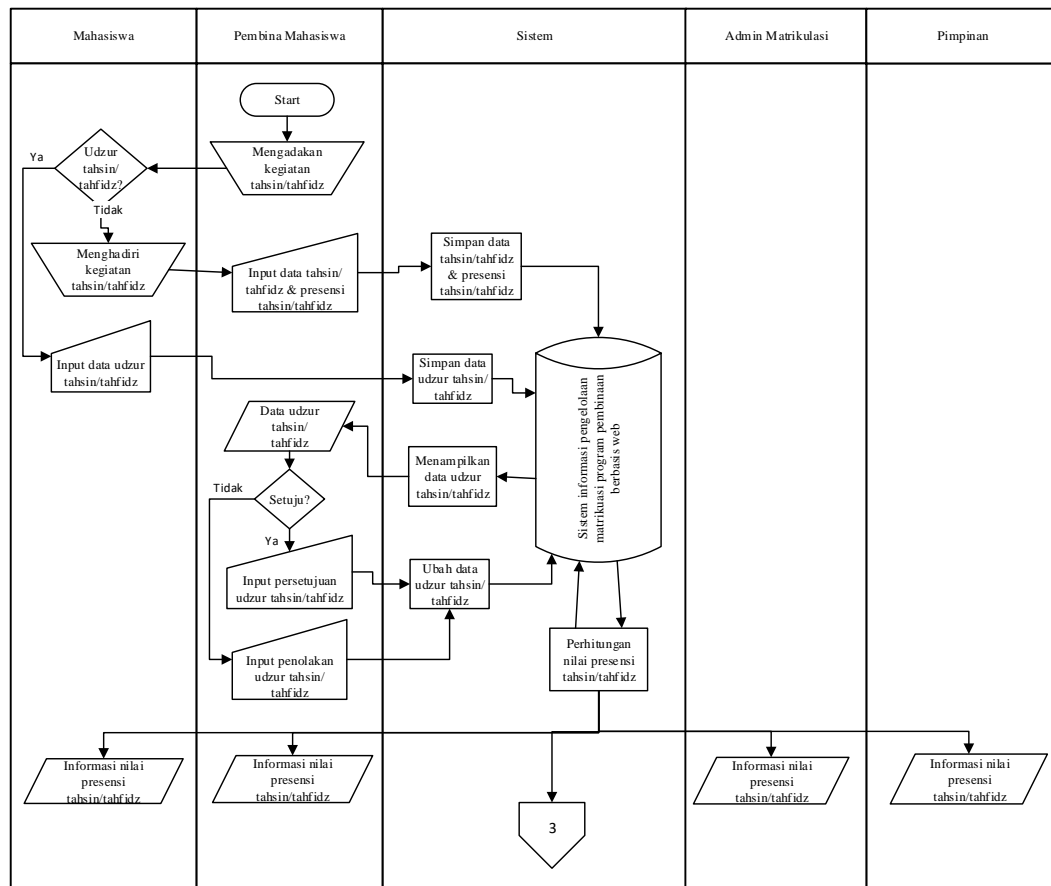 Mahasiswa
Pembina Mahasiswa
Sistem
Admin Matrikulasi
Pimpinan
Start
Mengadakan
kegiatan
tahsin/tahfidz
Udzur
tahsin/
tahfidz?
Ya
Tidak
Menghadiri
kegiatan
tahsin/tahfidz
Input data tahsin/
tahfidz & presensi
tahsin/tahfidz
Simpan data
tahsin/tahfidz
& presensi
tahsin/tahfidz
Input data udzur
tahsin/tahfidz
Simpan data
udzur tahsin/
tahfidz
Sistem informasi pengelolaan
matrikuasi program pembinaan
berbasis web
Data udzur
tahsin/
tahfidz
Menampilkan
data udzur
tahsin/tahfidz
Tidak
Setuju?
Ya
Input persetujuan
udzur tahsin/tahfidz
Ubah data
udzur tahsin/
tahfidz
Input penolakan
udzur tahsin/
tahfidz
Perhitungan
nilai presensi
tahsin/tahfidz
Informasi nilai
presensi
tahsin/tahfidz
Informasi nilai
presensi
tahsin/tahfidz
3
Informasi nilai
presensi
tahsin/tahfidz
Informasi nilai
presensi
tahsin/tahfidz